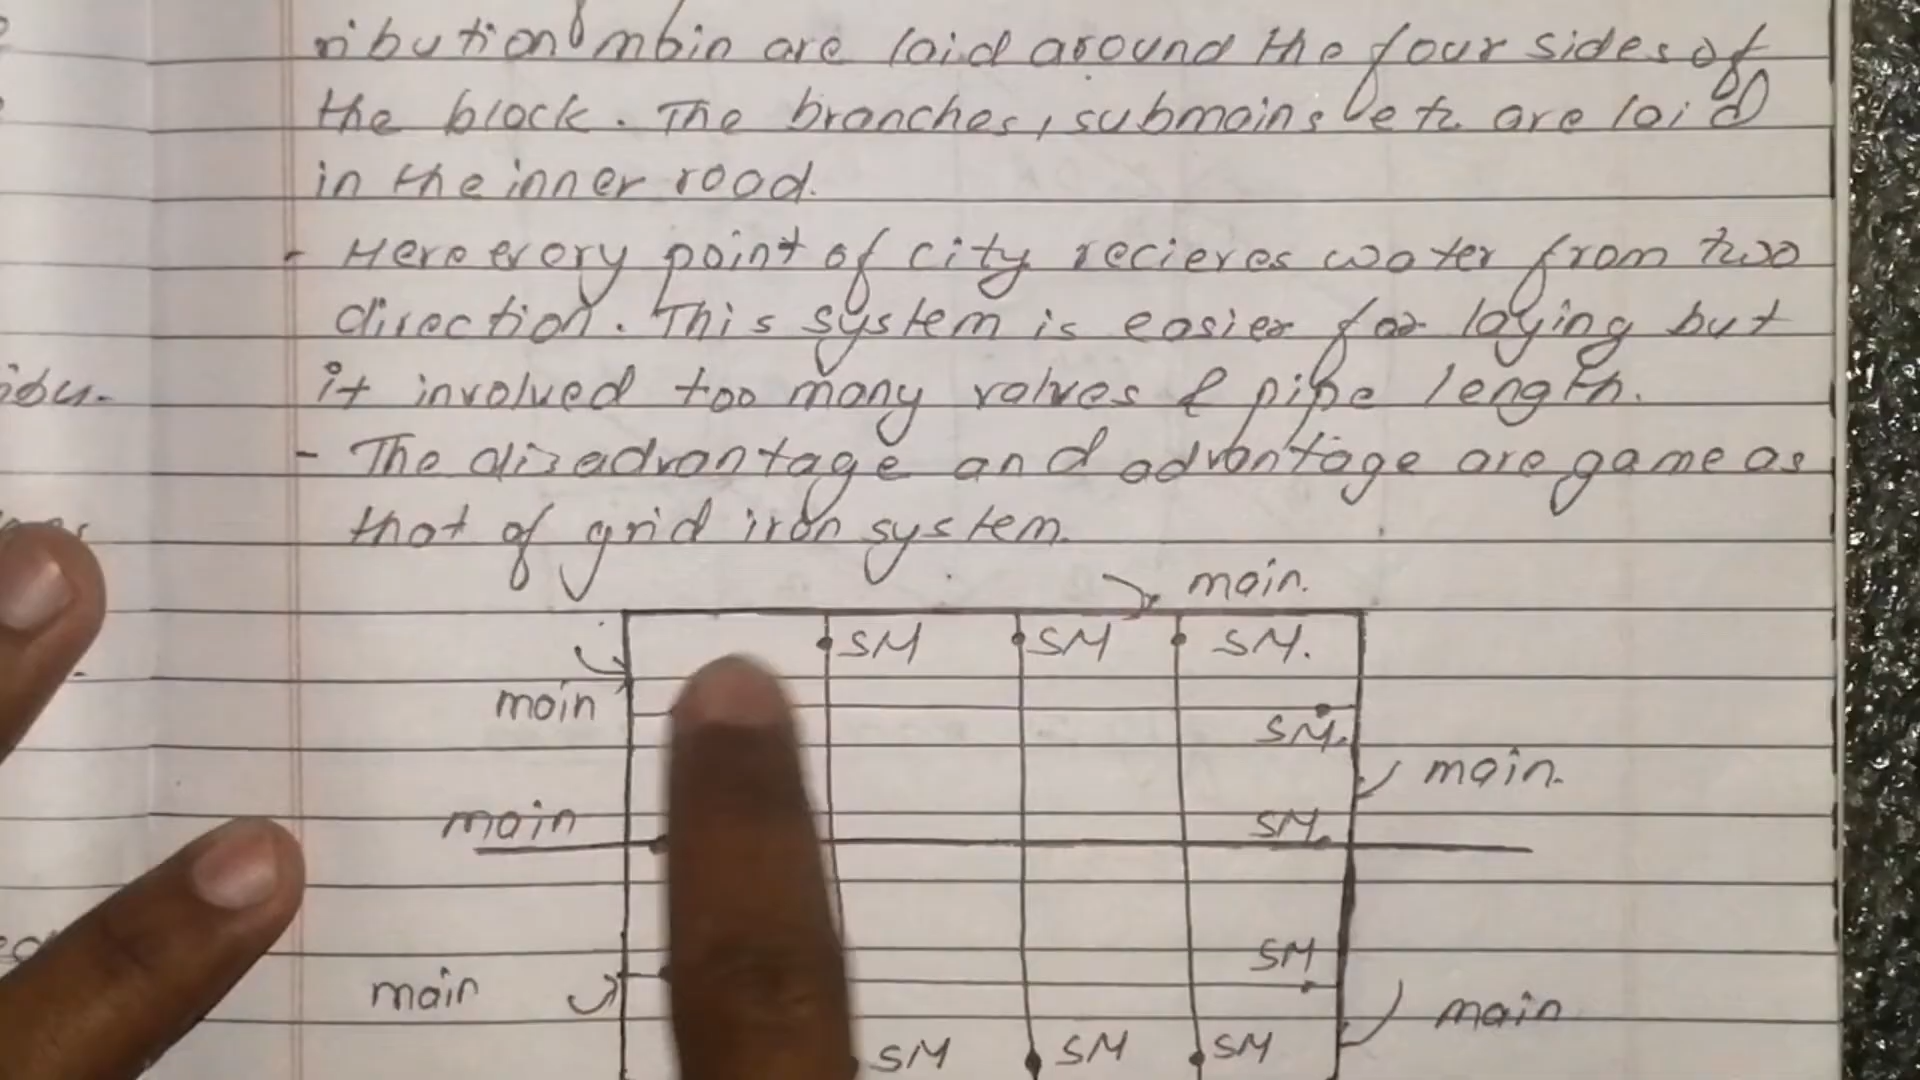 ribution main are laid around the four sides of
the block. The branches, submains etc are laid
in the inner road.
- Here every point of city recieves water from two
direction. This system is easier for laying but
it involved too many valves & pipe length.
- The disadvantage and advantage are game as
that of grid iron system.
main.
SM SM SM.
main
SM.
main.
main
SM.
SM
main
main
SM SM SM
ibu-